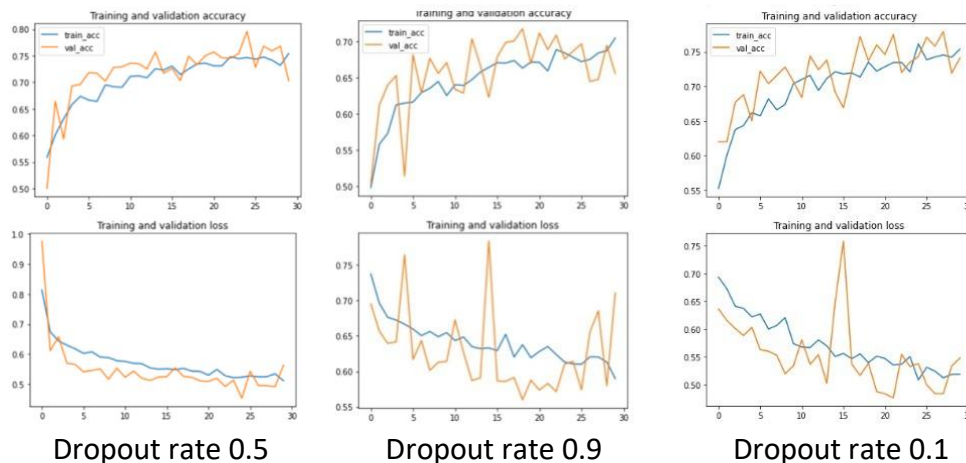 Training and validation accuracy
train_acc
val_acc
0.80
0.75
0.70
0.65
0.60
0.55
0.50
0 5 10 15 20 25 30
Training and validation accuracy
train_acc
val_acc
0.70
0.65
0.60
0.55
0.50
0 5 10 15 20 25 30
Training and validation accuracy
train_acc
val_acc
0.75
0.70
0.65
0.60
0.55
0 5 10 15 20 25 30
Training and validation loss
1.0
0.9
0.8
0.7
0.6
0.5
0 5 10 15 20 25 30
Training and validation loss
0.75
0.70
0.65
0.60
0.55
0 5 10 15 20 25 30
Training and validation loss
0.75
0.70
0.65
0.60
0.55
0.50
0 5 10 15 20 25 30
Dropout rate 0.5
Dropout rate 0.9
Dropout rate 0.1